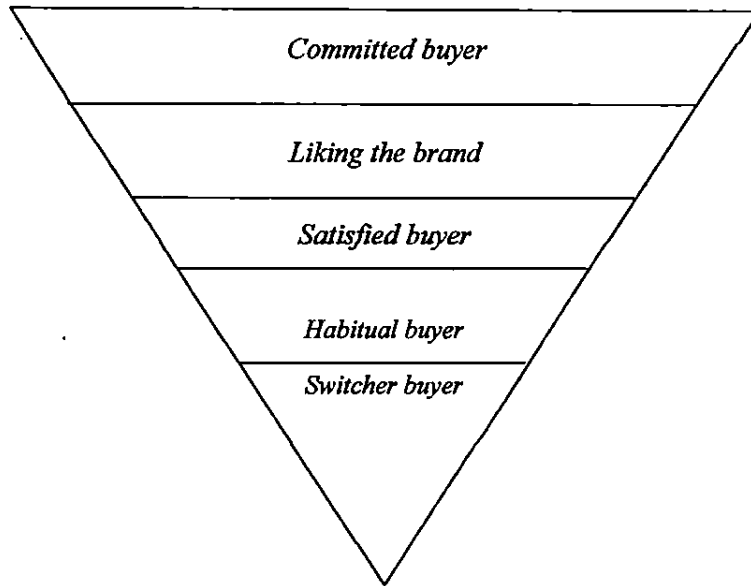 Committed buyer
Liking the brand
Satisfied buyer
Habitual buyer
Switcher buyer